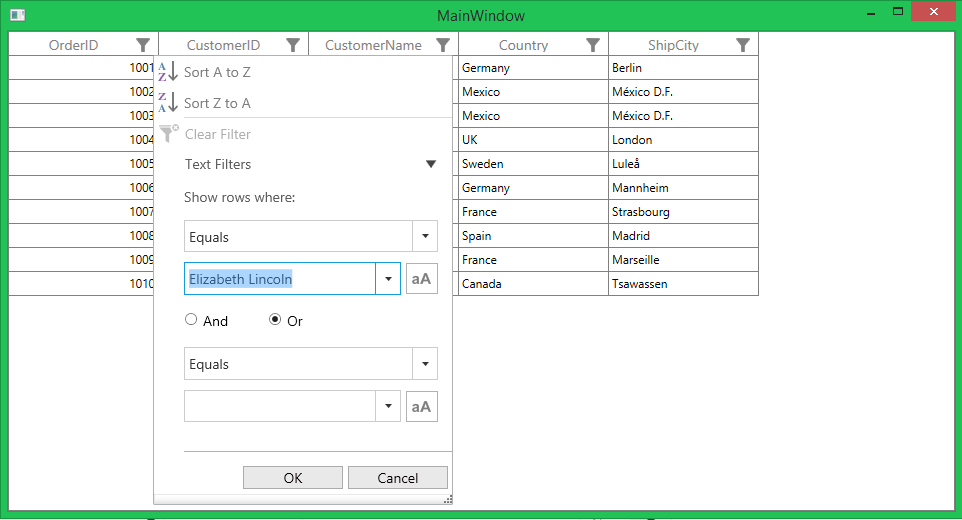 MainWindow
OrderID CustomerID CustomerName Country ShipCity
1001 Germany Berlin
1002 Mexico México D.F.
1003 Mexico México D.F.
1004 UK London
1005 Sweden Luleå
1006 Germany Mannheim
1007 France Strasbourg
1008 Spain Madrid
1009 France Marseille
1010 Canada Tsawassen
Sort A to Z
Sort Z to A
Clear Filter
Text Filters
Show rows where:
Equals
Elizabeth Lincoln aA
And Or
Equals
aA
OK Cancel